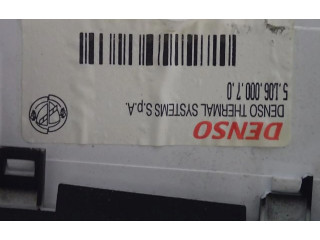 DENSO
DENSO THERMAL SYSTEMS S.p.A.
5.106.000.7.0